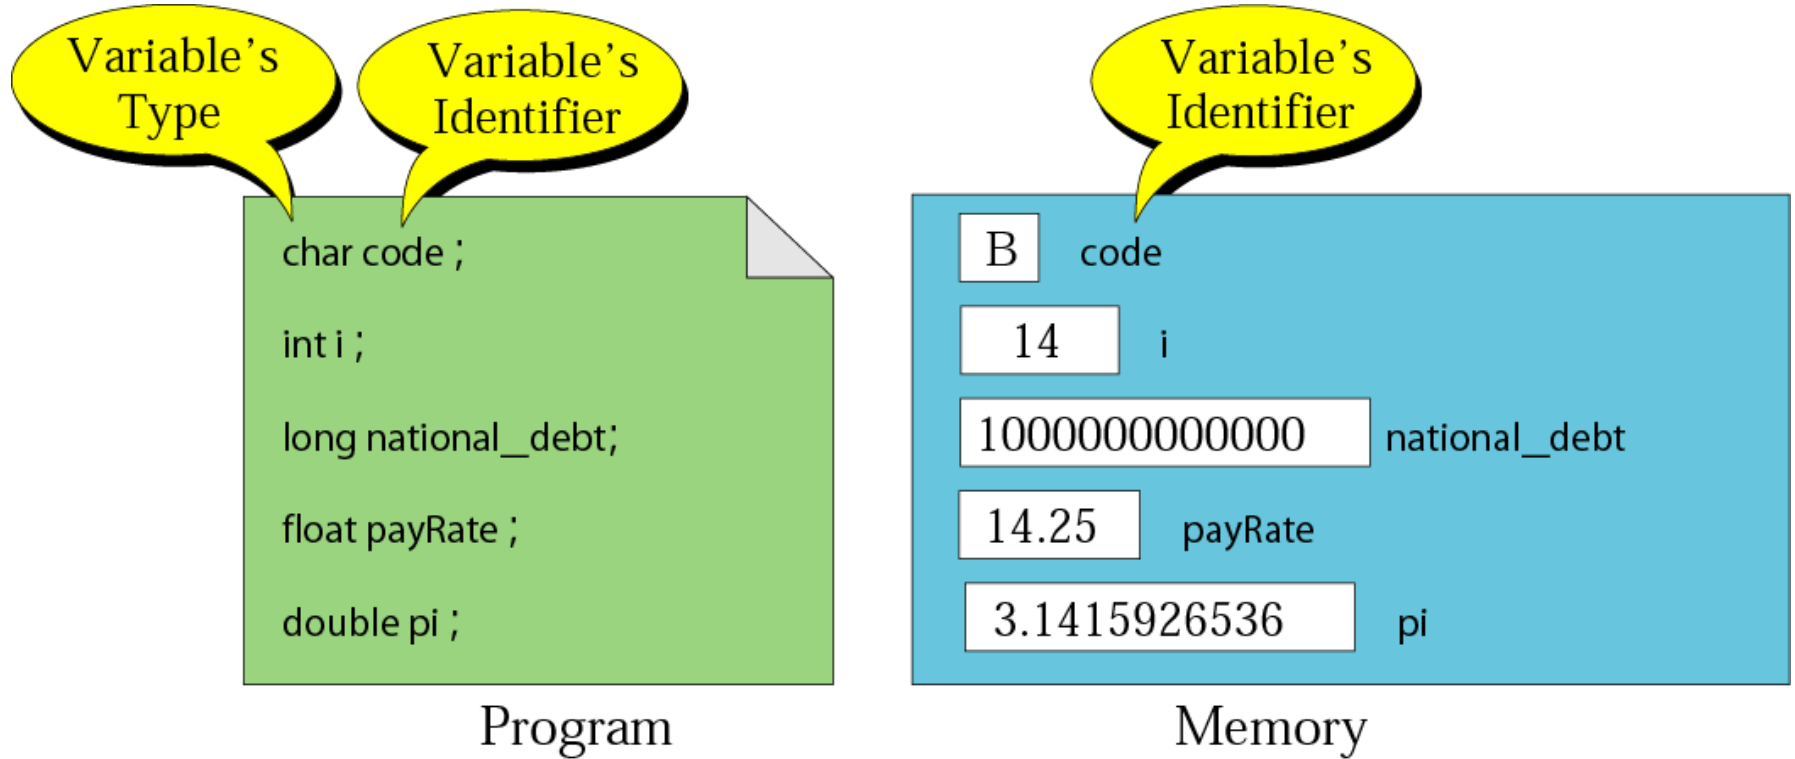 Variable’s
Type
Variable’s
Identifier
Variable’s
Identifier
char code ;
int i ;
long national_debt;
float payRate ;
double pi ;
Program
B code
14 i
1000000000000 national_debt
14.25 payRate
3.1415926536 pi
Memory